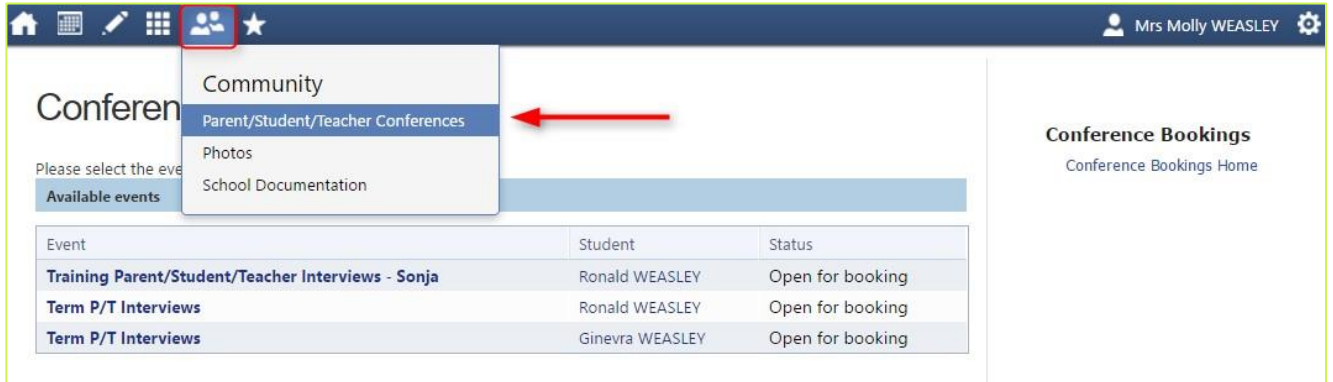 Mrs Molly WEASLEY
Community
Parent/Student/Teacher Conferences
Photos
School Documentation
Conferen
Please select the eve
Available events
Event Student Status
Training Parent/Student/Teacher Interviews - Sonja Ronald WEASLEY Open for booking
Term P/T Interviews Ronald WEASLEY Open for booking
Term P/T Interviews Ginevra WEASLEY Open for booking
Conference Bookings
Conference Bookings Home